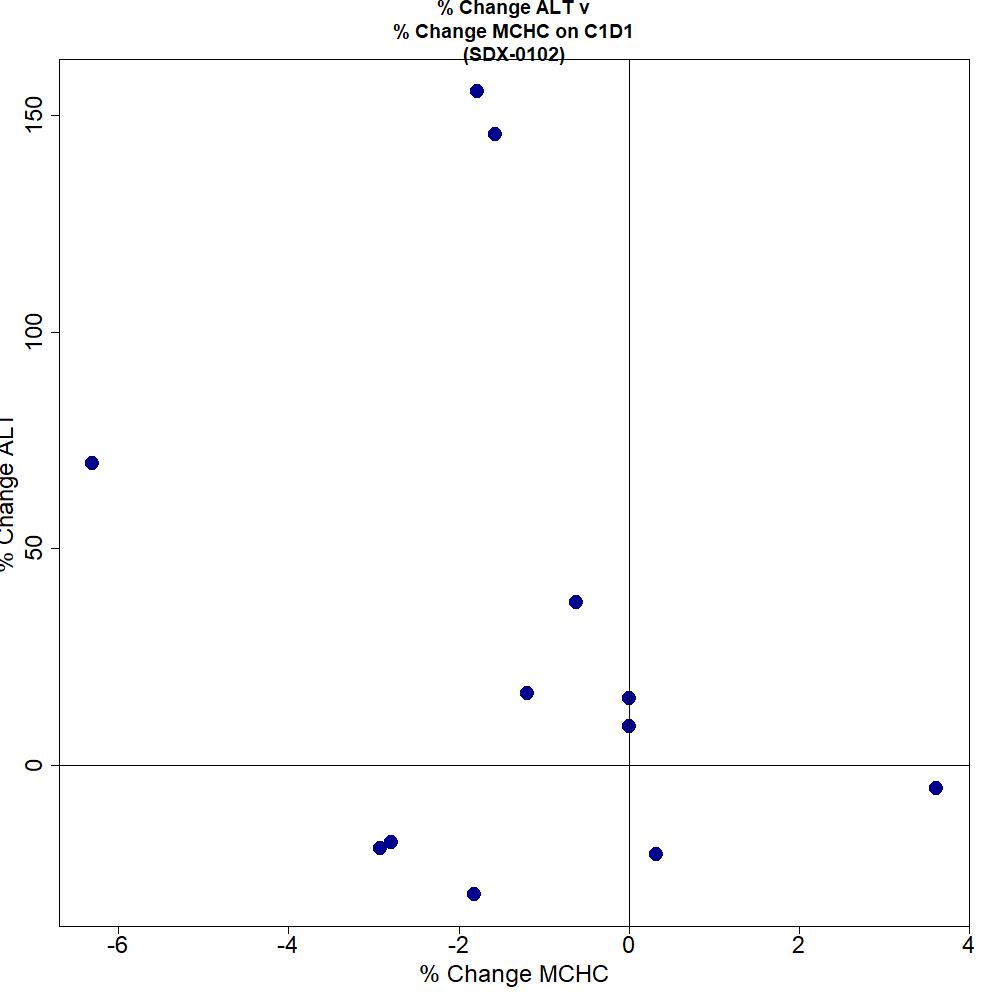 % Change ALT v
% Change MCHC on C1D1
(SDX-0102)
% Change ALT
150
100
50
0
-6
-4
-2
0
2
4
% Change MCHC